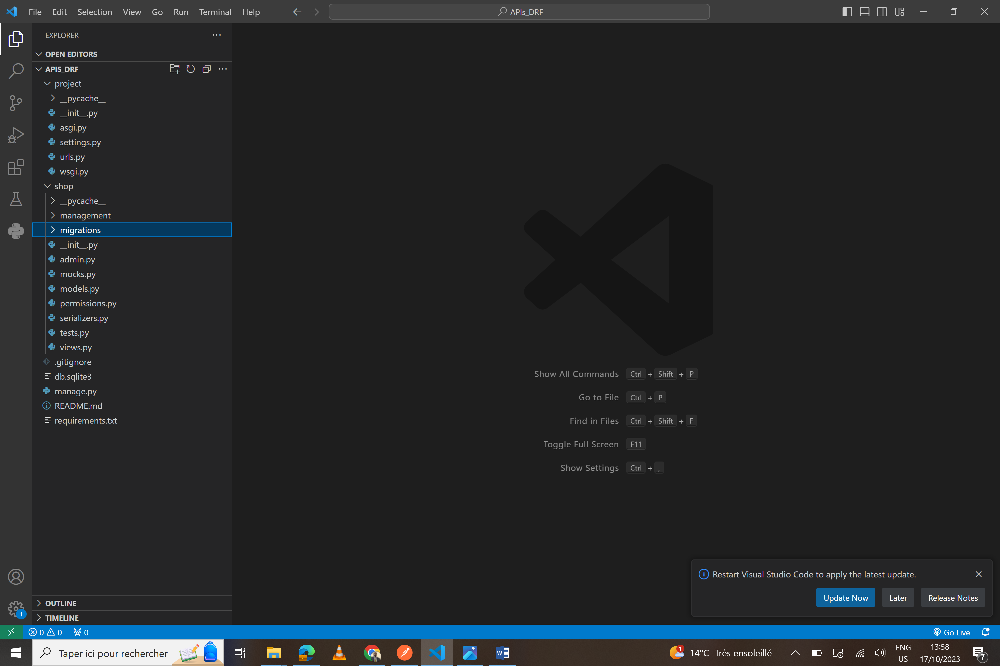 File Edit Selection View Go Run Terminal Help
APIs_DRF
EXPLORER
OPEN EDITORS
APIS_DRF
project
__pycache__
__init__.py
asgi.py
settings.py
urls.py
wsgi.py
shop
__pycache__
management
migrations
__init__.py
admin.py
mocks.py
models.py
permissions.py
serializers.py
tests.py
views.py
.gitignore
db.sqlite3
manage.py
README.md
requirements.txt
OUTLINE
TIMELINE
Show All Commands Ctrl + Shift + P
Go to File Ctrl + P
Find in Files Ctrl + Shift + F
Toggle Full Screen F11
Show Settings Ctrl + ,
Restart Visual Studio Code to apply the latest update.
Update Now Later Release Notes
1
0 0 0
Go Live
Taper ici pour rechercher
W
1
14°C Très ensoleillé
ENG
US
13:58
17/10/2023
7